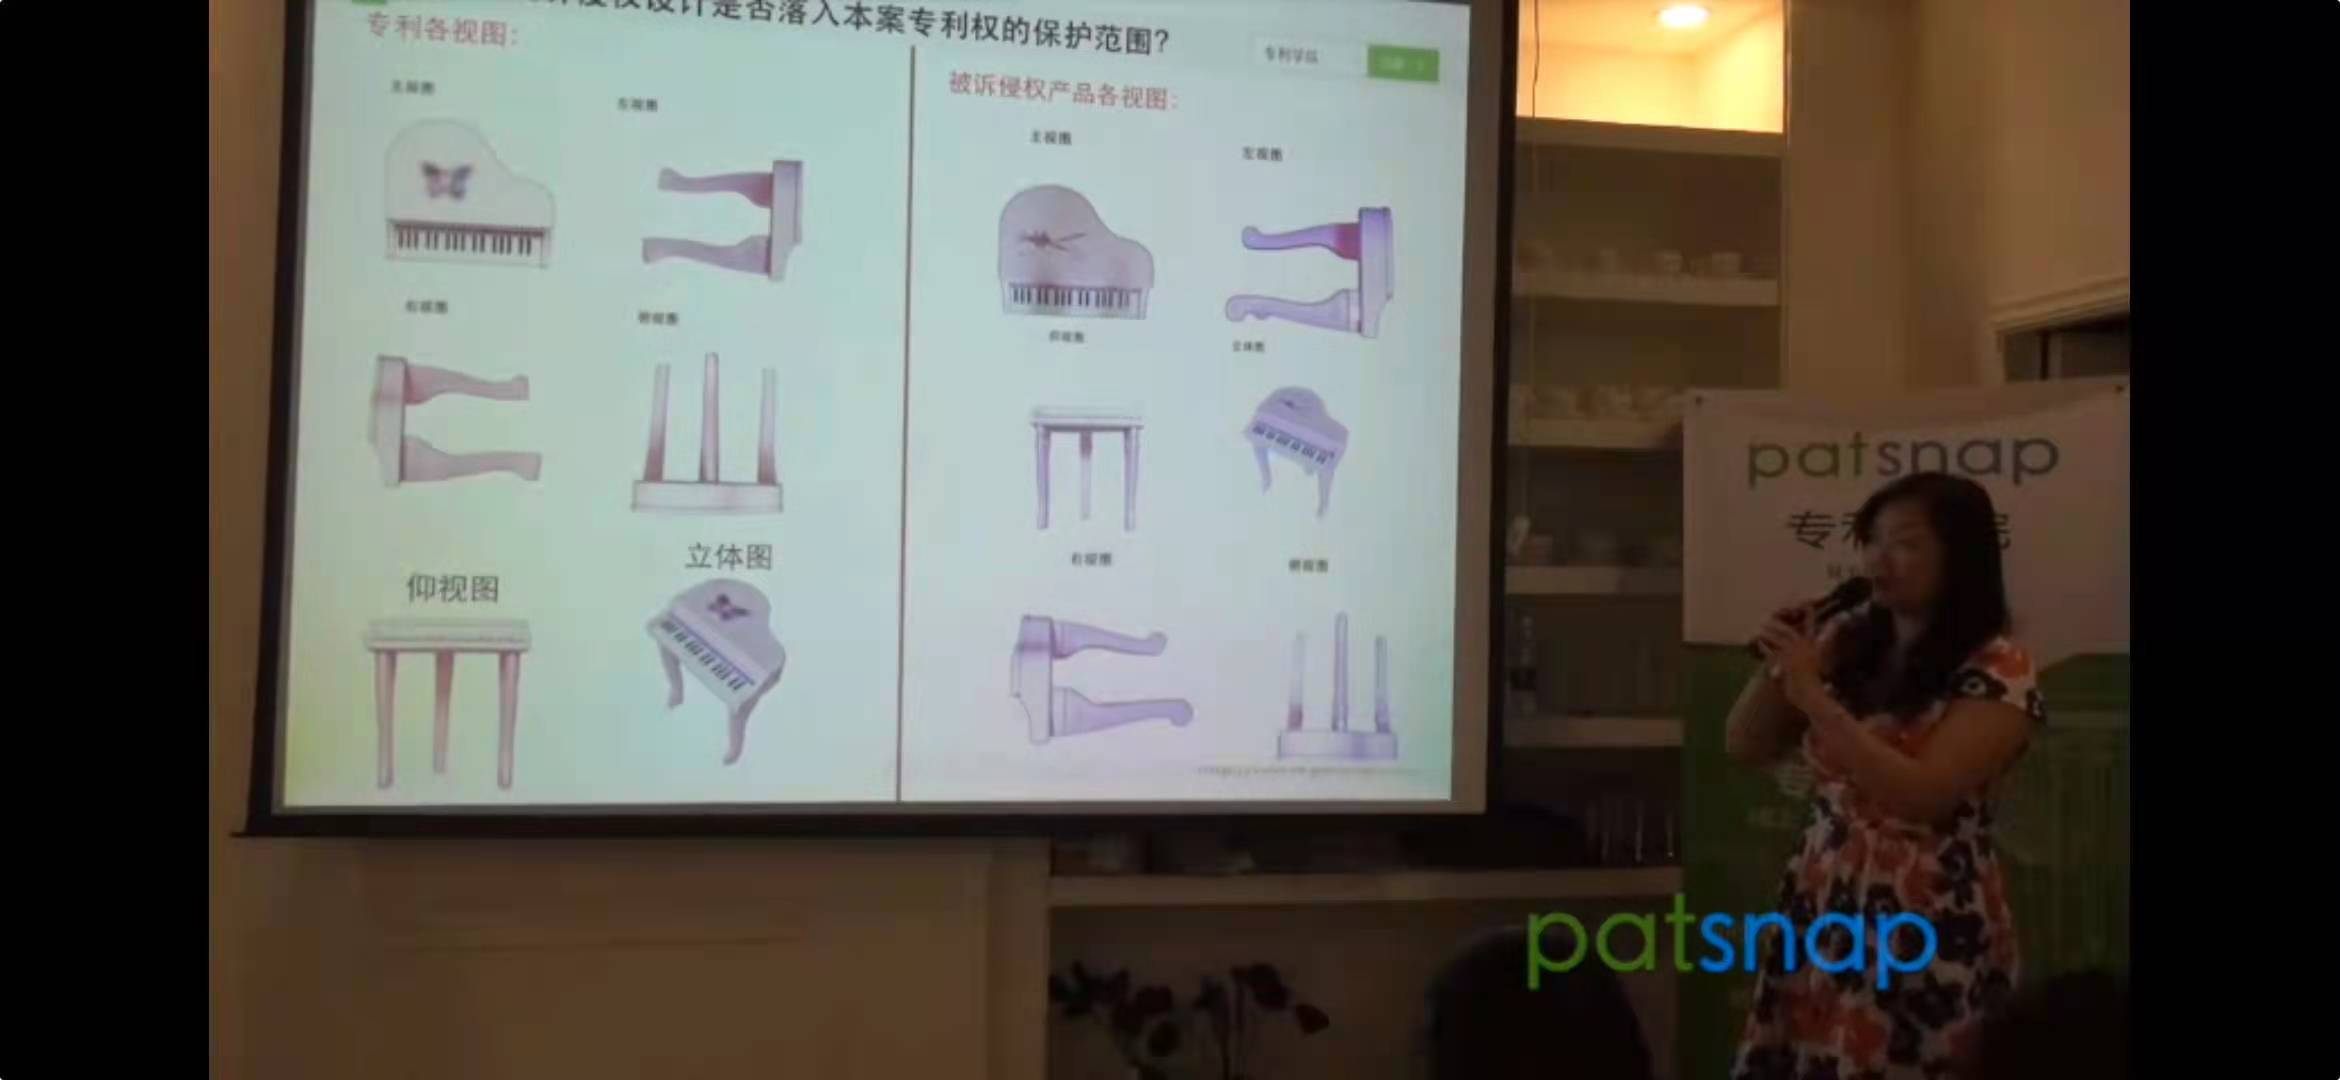 侵权设计是否落入本案专利权的保护范围?
专利学院
专利各视图:
主视图
左视图
右视图
俯视图
仰视图
立体图
被诉侵权产品各视图:
主视图
左视图
仰视图
立体图
右视图
俯视图
patsnap
专
patsnap